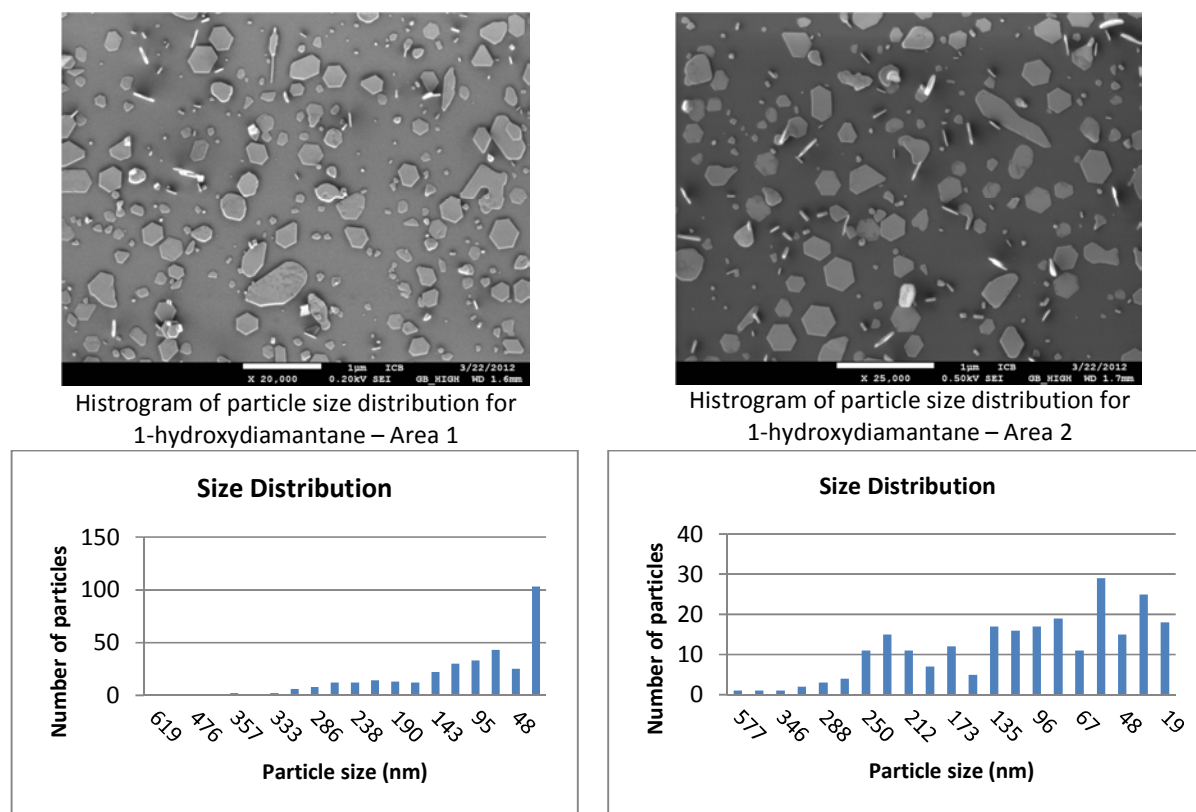 1μm ICB 3/22/2012
X 20,000 0.20kV SEI GB_HIGH WD 1.6mm
Histrogram of particle size distribution for
1-hydroxydiamantane – Area 1
Size Distribution
Number of particles
150
100
50
0
619 476 357 333 286 238 190 143 95 48
Particle size (nm)
1μm ICB 3/22/2012
X 25,000 0.50kV SEI GB_HIGH WD 1.7mm
Histrogram of particle size distribution for
1-hydroxydiamantane – Area 2
Size Distribution
Number of particles
40
30
20
10
0
577 346 288 250 212 173 135 96 67 48 19
Particle size (nm)